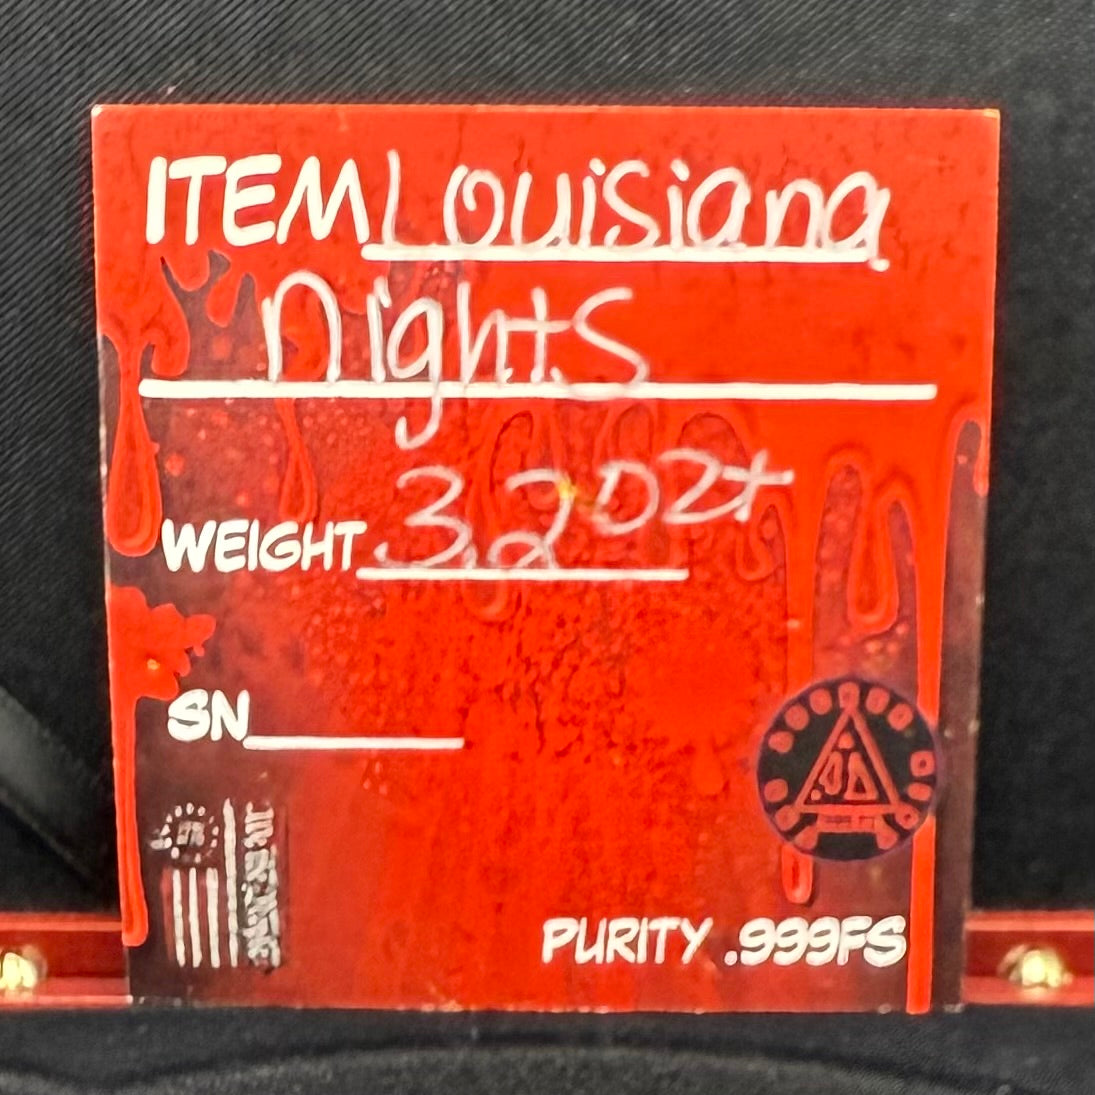 ITEM Louisiana
Nights
WEIGHT 3.2ozt
SN
PURITY .999FS